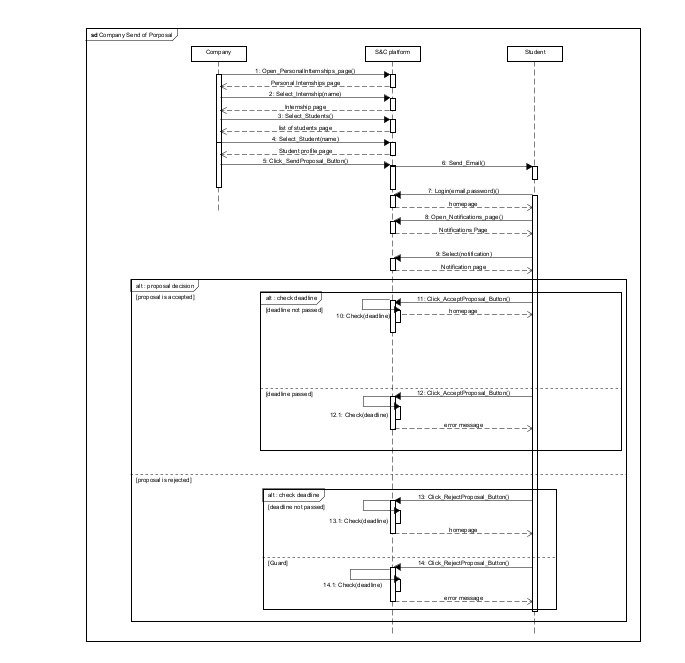 sd Company Send of Porposal
Company
S&C platform
Student
1: Open_PersonalInternships_page()
Personal Internships page
2: Select_Internship(name)
Internship page
3: Select_Students()
list of students page
4: Select_Student(name)
Student profile page
5: Click_SendProposal_Button()
6: Send_Email()
7: Login(email,password)()
homepage
8: Open_Notifications_page()
Notifications Page
9: Select(notification)
Notification page
alt : proposal decision
[proposal is accepted]
alt : check deadline
[deadline not passed]
11: Click_AcceptProposal_Button()
homepage
10: Check(deadline)
[deadline passed]
12: Click_AcceptProposal_Button()
12.1: Check(deadline)
error message
[proposal is rejected]
alt : check deadline
[deadline not passed]
13: Click_RejectProposal_Button()
13.1: Check(deadline)
homepage
[Guard]
14: Click_RejectProposal_Button()
14.1: Check(deadline)
error message